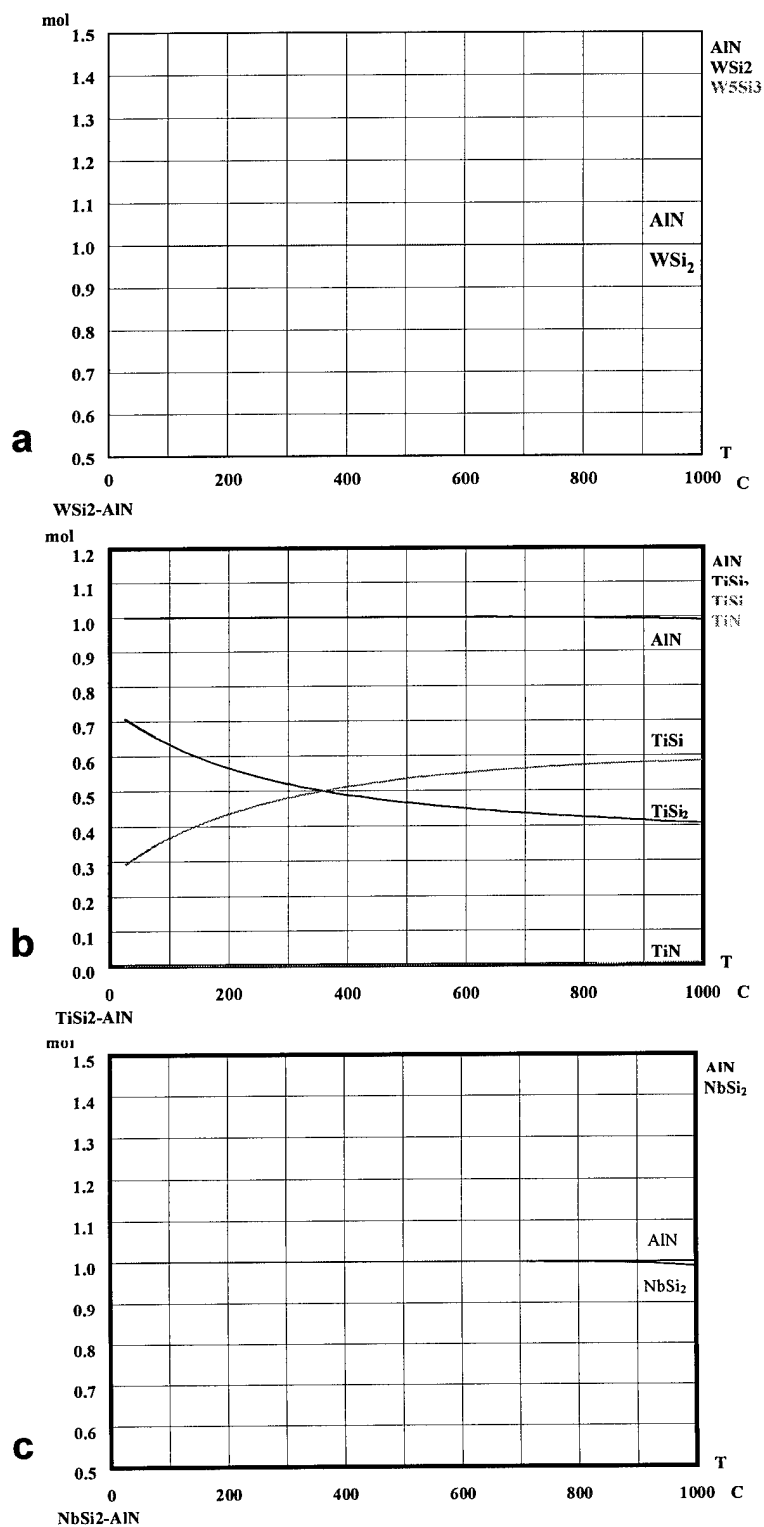 mol
1.5
AlN
WSi2
W5Si3
1.4
1.3
1.2
1.1
AlN
1.0
WSi2
0.9
0.8
0.7
0.6
a
0.5
T
0 200 400 600 800 1000 C
WSi2-AlN
mol
1.2
AlN
TiSi2
TiSi
TiN
1.1
1.0
AlN
0.9
0.8
0.7
TiSi
0.6
0.5
TiSi2
0.4
0.3
0.2
b
0.1
TiN
T
0.0
0 200 400 600 800 1000 C
TiSi2-AlN
mol
1.5
AlN
NbSi2
1.4
1.3
1.2
1.1
AlN
1.0
NbSi2
0.9
0.8
0.7
0.6
c
0.5
T
0 200 400 600 800 1000 C
NbSi2-AlN